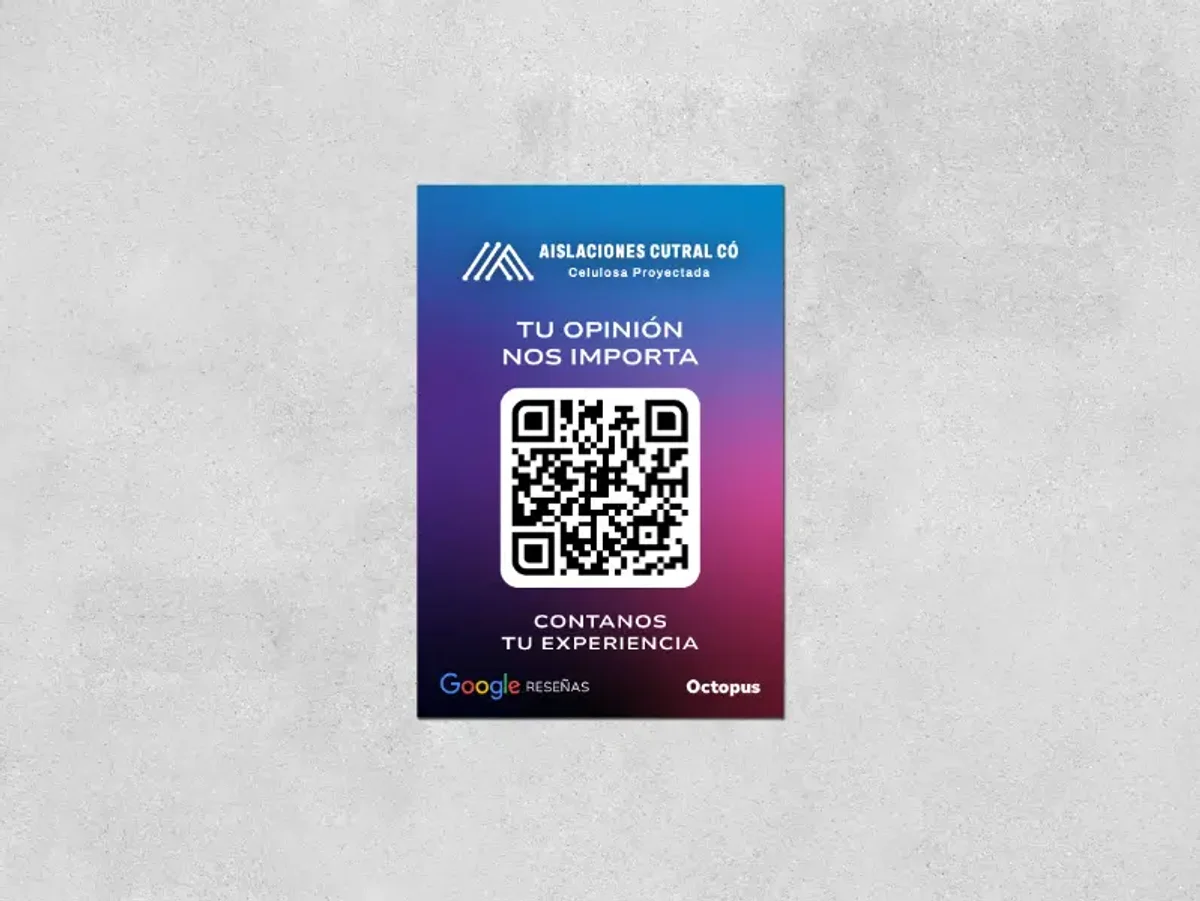 AISLACIONES CUTRAL CÓ
Celulosa Proyectada
TU OPINIÓN
NOS IMPORTA
CONTANOS
TU EXPERIENCIA
Google RESEÑAS
Octopus